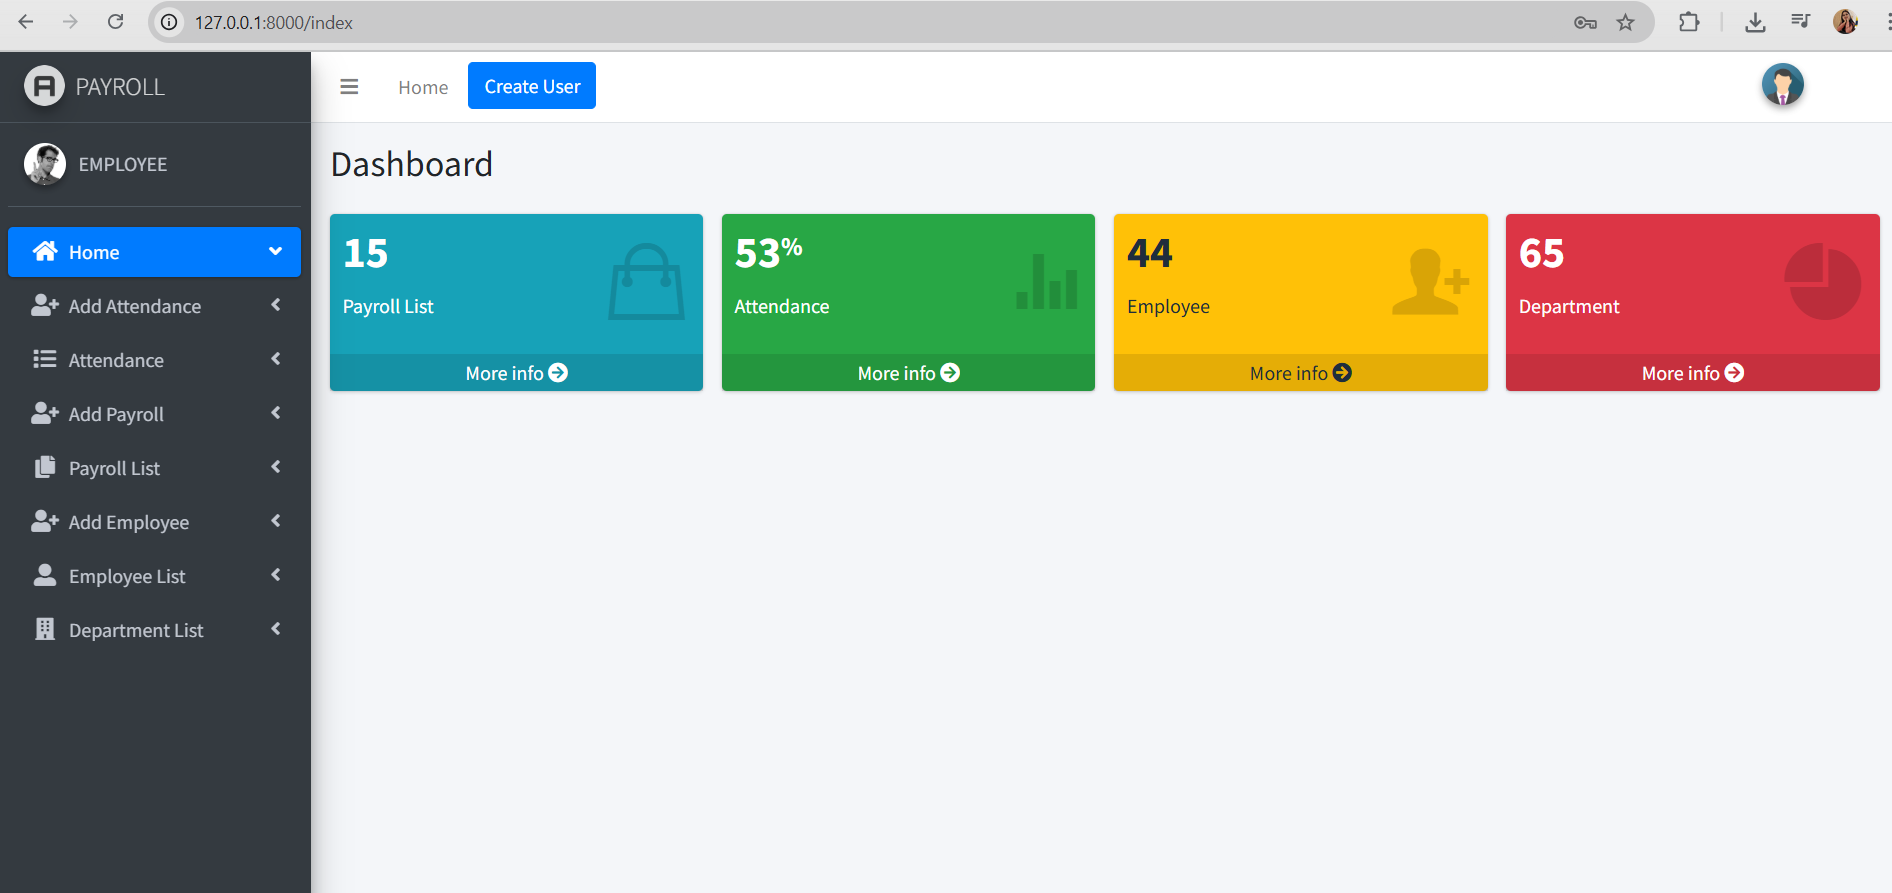 127.0.0.1:8000/index
PAYROLL
Home
Create User
EMPLOYEE
Dashboard
Home
Add Attendance
Attendance
Add Payroll
Payroll List
Add Employee
Employee List
Department List
15
Payroll List
More info
53%
Attendance
More info
44
Employee
More info
65
Department
More info